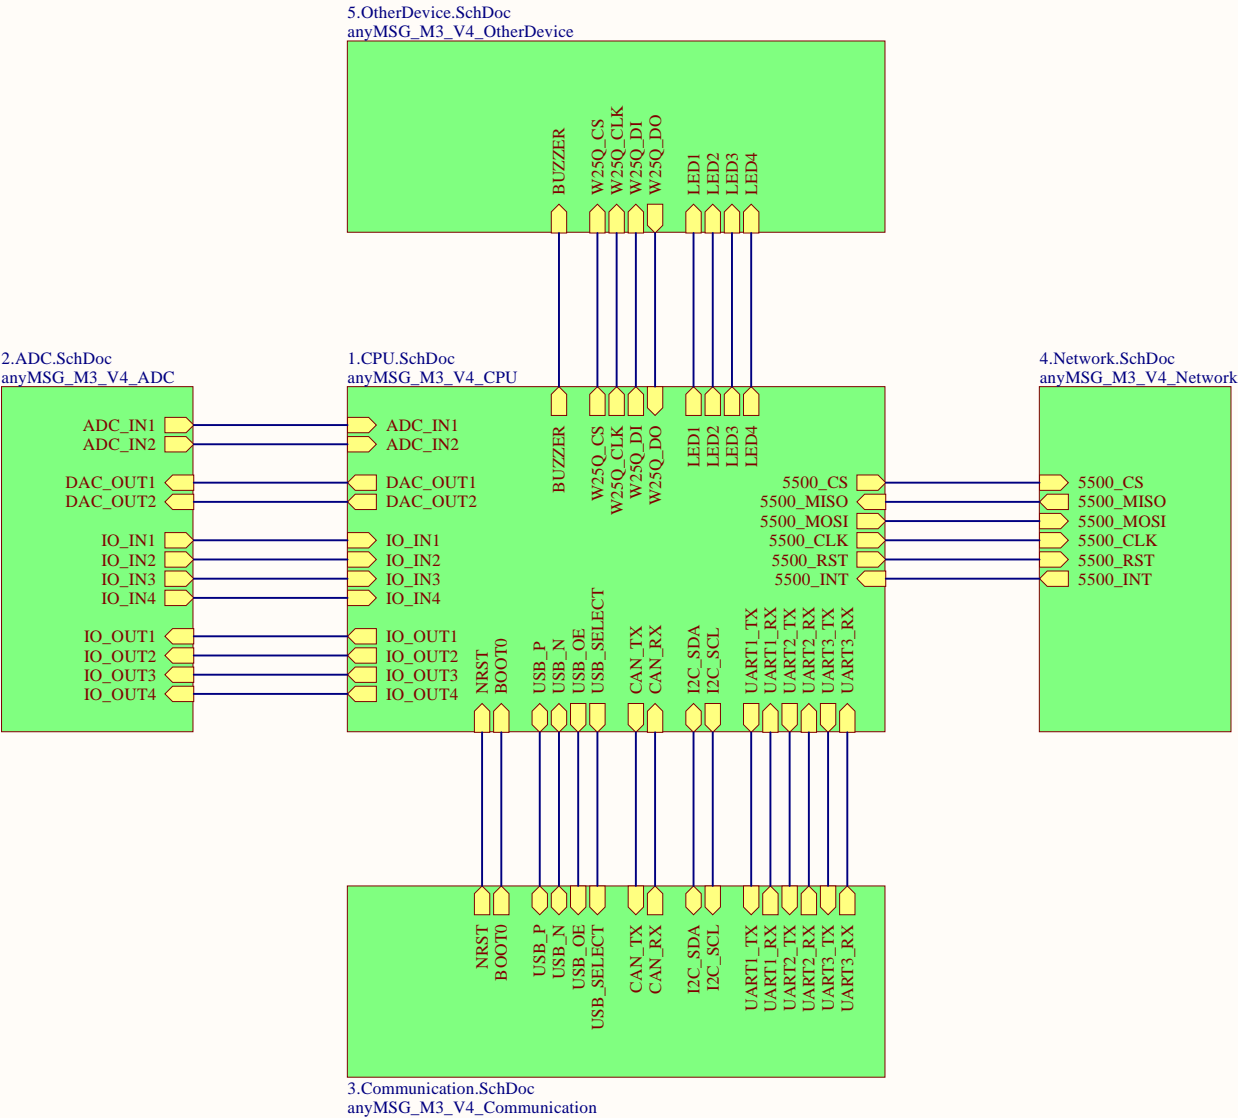 5.OtherDevice.SchDoc
anyMSG_M3_V4_OtherDevice
BUZZER
W25Q_CS
W25Q_CLK
W25Q_DI
W25Q_DO
LED1
LED2
LED3
LED4
2.ADC.SchDoc
anyMSG_M3_V4_ADC
ADC_IN1
ADC_IN2
DAC_OUT1
DAC_OUT2
IO_IN1
IO_IN2
IO_IN3
IO_IN4
IO_OUT1
IO_OUT2
IO_OUT3
IO_OUT4
1.CPU.SchDoc
anyMSG_M3_V4_CPU
ADC_IN1
ADC_IN2
DAC_OUT1
DAC_OUT2
IO_IN1
IO_IN2
IO_IN3
IO_IN4
IO_OUT1
IO_OUT2
IO_OUT3
IO_OUT4
BUZZER
W25Q_CS
W25Q_CLK
W25Q_DI
W25Q_DO
LED1
LED2
LED3
LED4
5500_CS
5500_MISO
5500_MOSI
5500_CLK
5500_RST
5500_INT
NRST
BOOT0
USB_P
USB_N
USB_OE
USB_SELECT
CAN_TX
CAN_RX
I2C_SDA
I2C_SCL
UART1_TX
UART1_RX
UART2_TX
UART2_RX
UART3_TX
UART3_RX
4.Network.SchDoc
anyMSG_M3_V4_Network
5500_CS
5500_MISO
5500_MOSI
5500_CLK
5500_RST
5500_INT
NRST
BOOT0
USB_P
USB_N
USB_OE
USB_SELECT
CAN_TX
CAN_RX
I2C_SDA
I2C_SCL
UART1_TX
UART1_RX
UART2_TX
UART2_RX
UART3_TX
UART3_RX
3.Communication.SchDoc
anyMSG_M3_V4_Communication